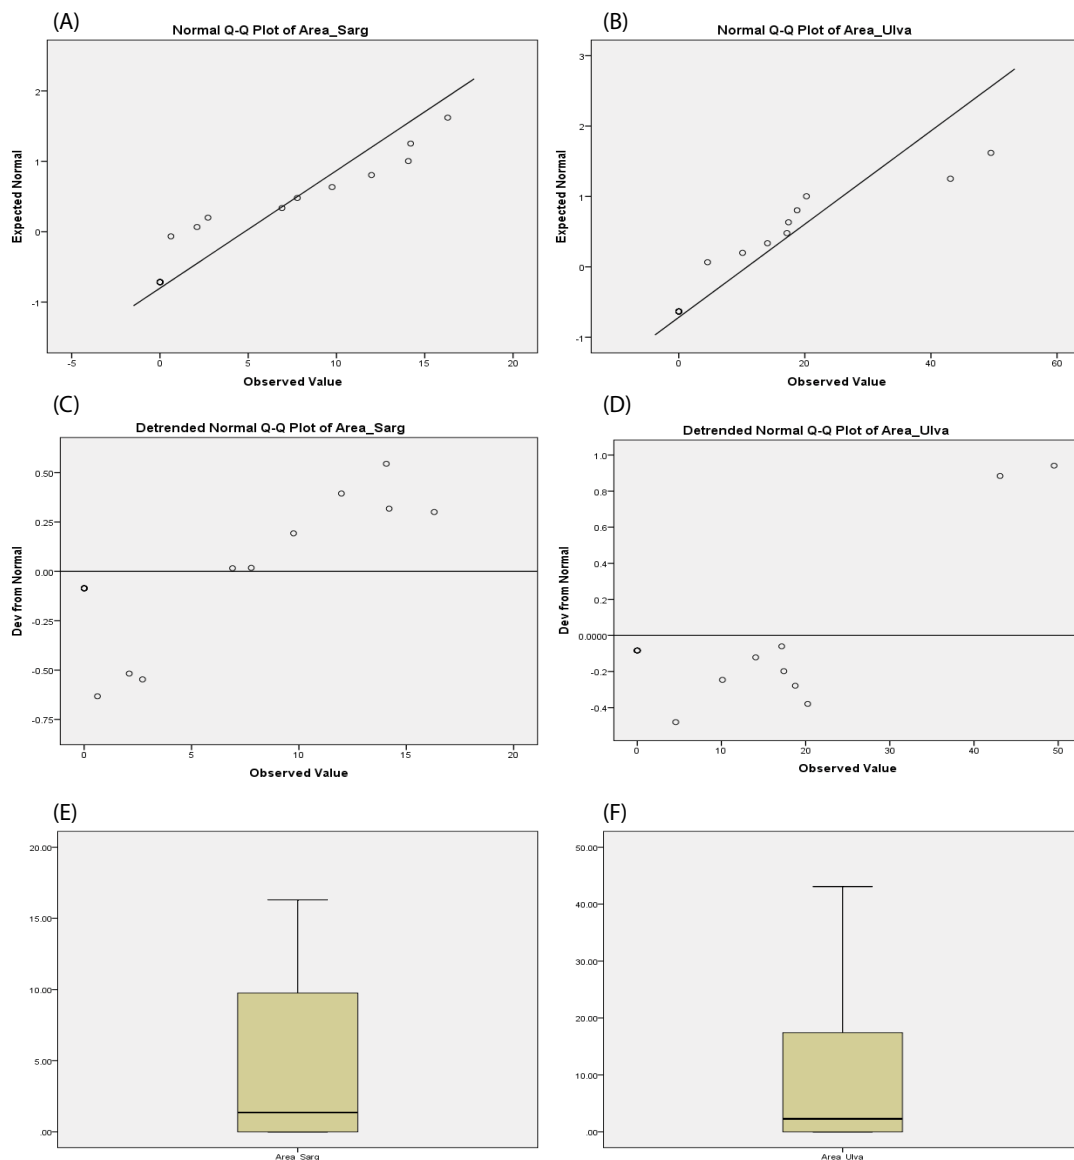 (A)
Normal Q-Q Plot of Area_Sarg
Expected Normal
2
1
0
-1
-5
0
5
10
15
20
Observed Value
(B)
Normal Q-Q Plot of Area_Ulva
Expected Normal
3
2
1
0
-1
0
20
40
60
Observed Value
(C)
Detrended Normal Q-Q Plot of Area_Sarg
Dev from Normal
0.50
0.25
0.00
-0.25
-0.50
-0.75
0
5
10
15
20
Observed Value
(D)
Detrended Normal Q-Q Plot of Area_Ulva
Dev from Normal
1.0
0.8
0.6
0.4
0.2
0.0000
-0.2
-0.4
0
10
20
30
40
50
Observed Value
(E)
20.00
15.00
10.00
5.00
.00
Area_Sarg
(F)
50.00
40.00
30.00
20.00
10.00
.00
Area_Ulva